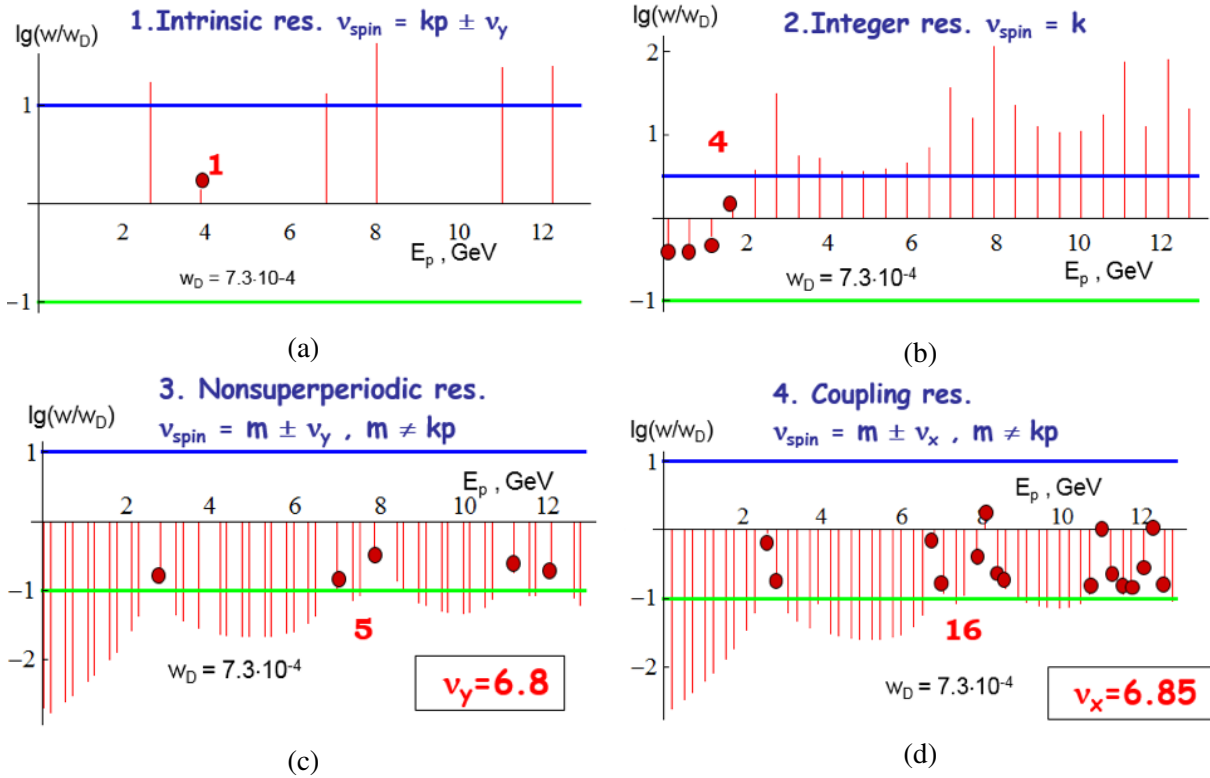 1.Intrinsic res. νspin = kp ± νy
lg(w/wD)
1
1
2 4 6 8 10 12
Ep , GeV
wD = 7.3·10-4
−1
(a)
2.Integer res. νspin = k
lg(w/wD)
2
1
4
2 4 6 8 10 12
Ep , GeV
wD = 7.3·10-4
−1
(b)
3. Nonsuperperiodic res.
νspin = m ± νy , m ≠ kp
lg(w/wD)
1
Ep , GeV
2 4 6 8 10 12
−1
5
−2
wD = 7.3·10-4
νy=6.8
(c)
4. Coupling res.
νspin = m ± νx , m ≠ kp
lg(w/wD)
1
Ep , GeV
2 4 6 8 10 12
−1
16
−2
wD = 7.3·10-4
νx=6.85
(d)